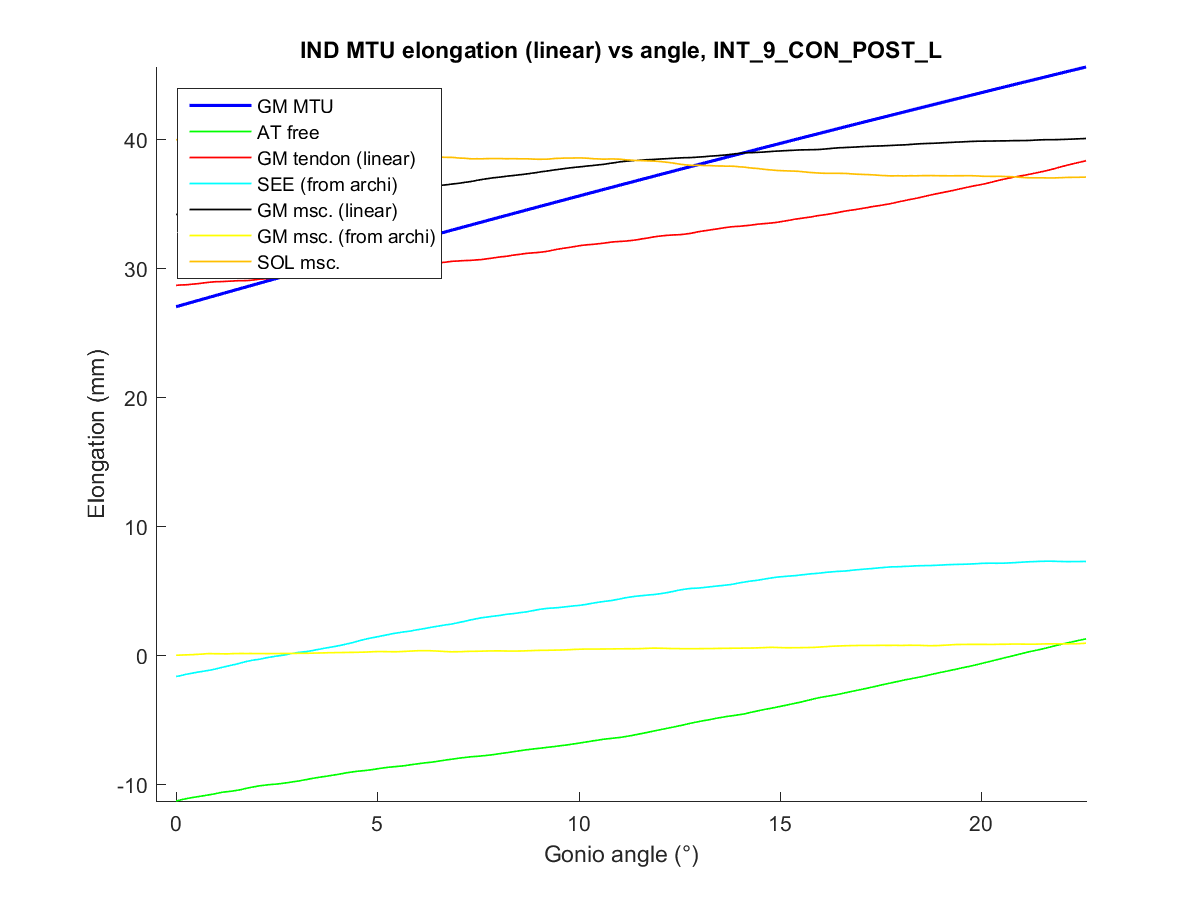 IND MTU elongation (linear) vs angle, INT_9_CON_POST_L
GM MTU
AT free
GM tendon (linear)
SEE (from archi)
GM msc. (linear)
GM msc. (from archi)
SOL msc.
40
30
20
10
0
-10
Elongation (mm)
0
5
10
15
20
Gonio angle (°)